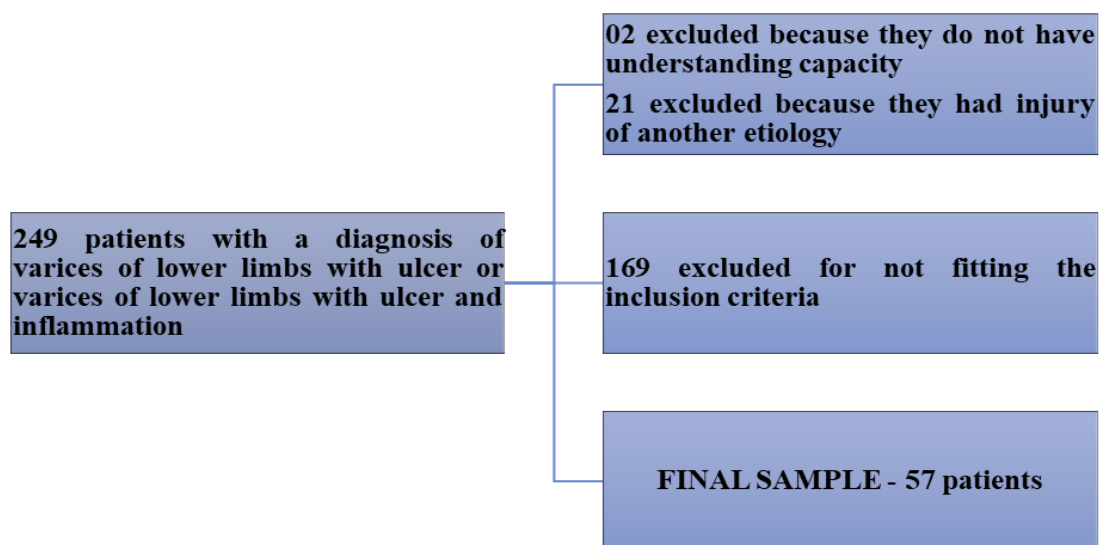 02 excluded because they do not have
understanding capacity
21 excluded because they had injury
of another etiology
249 patients with a diagnosis of
varices of lower limbs with ulcer or
varices of lower limbs with ulcer and
inflammation
169 excluded for not fitting the
inclusion criteria
FINAL SAMPLE - 57 patients